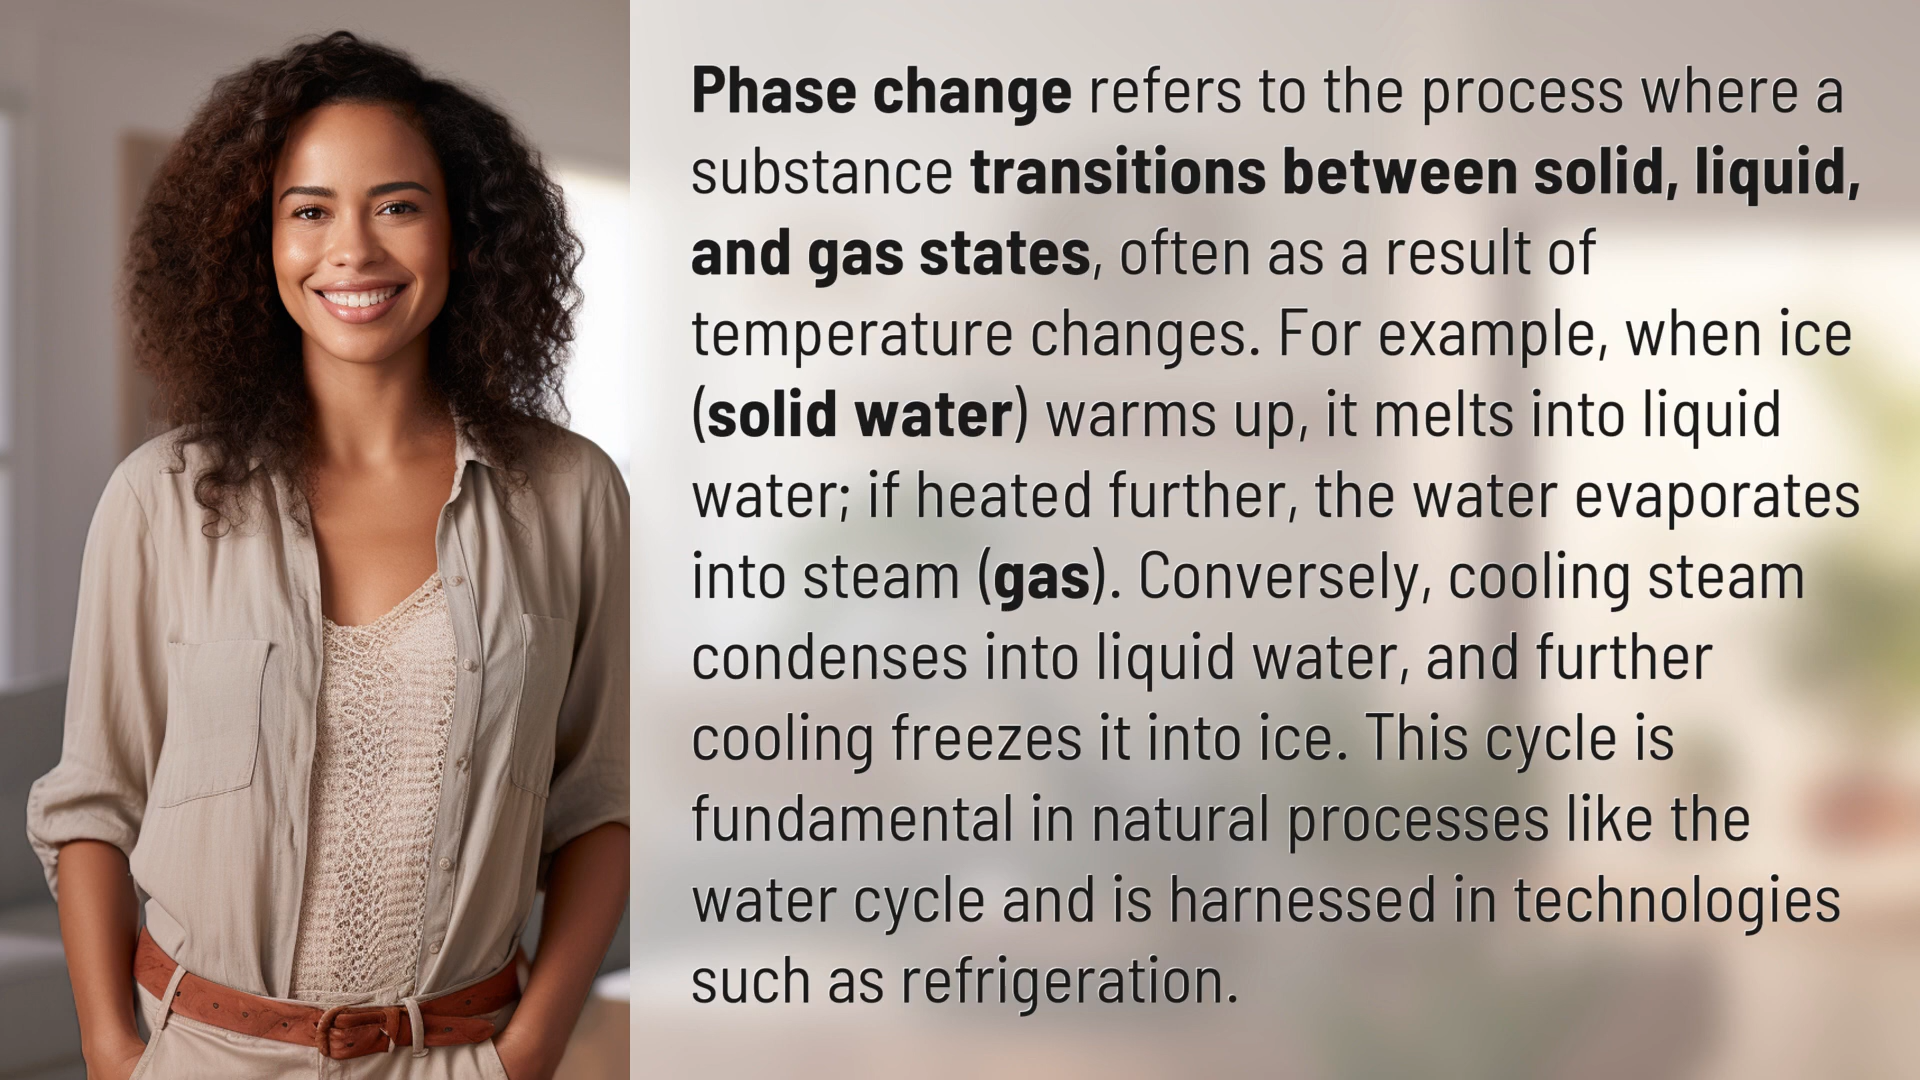 Phase change refers to the process where a
substance transitions between solid, liquid,
and gas states, often as a result of
temperature changes. For example, when ice
(solid water) warms up, it melts into liquid
water; if heated further, the water evaporates
into steam (gas). Conversely, cooling steam
condenses into liquid water, and further
cooling freezes it into ice. This cycle is
fundamental in natural processes like the
water cycle and is harnessed in technologies
such as refrigeration.